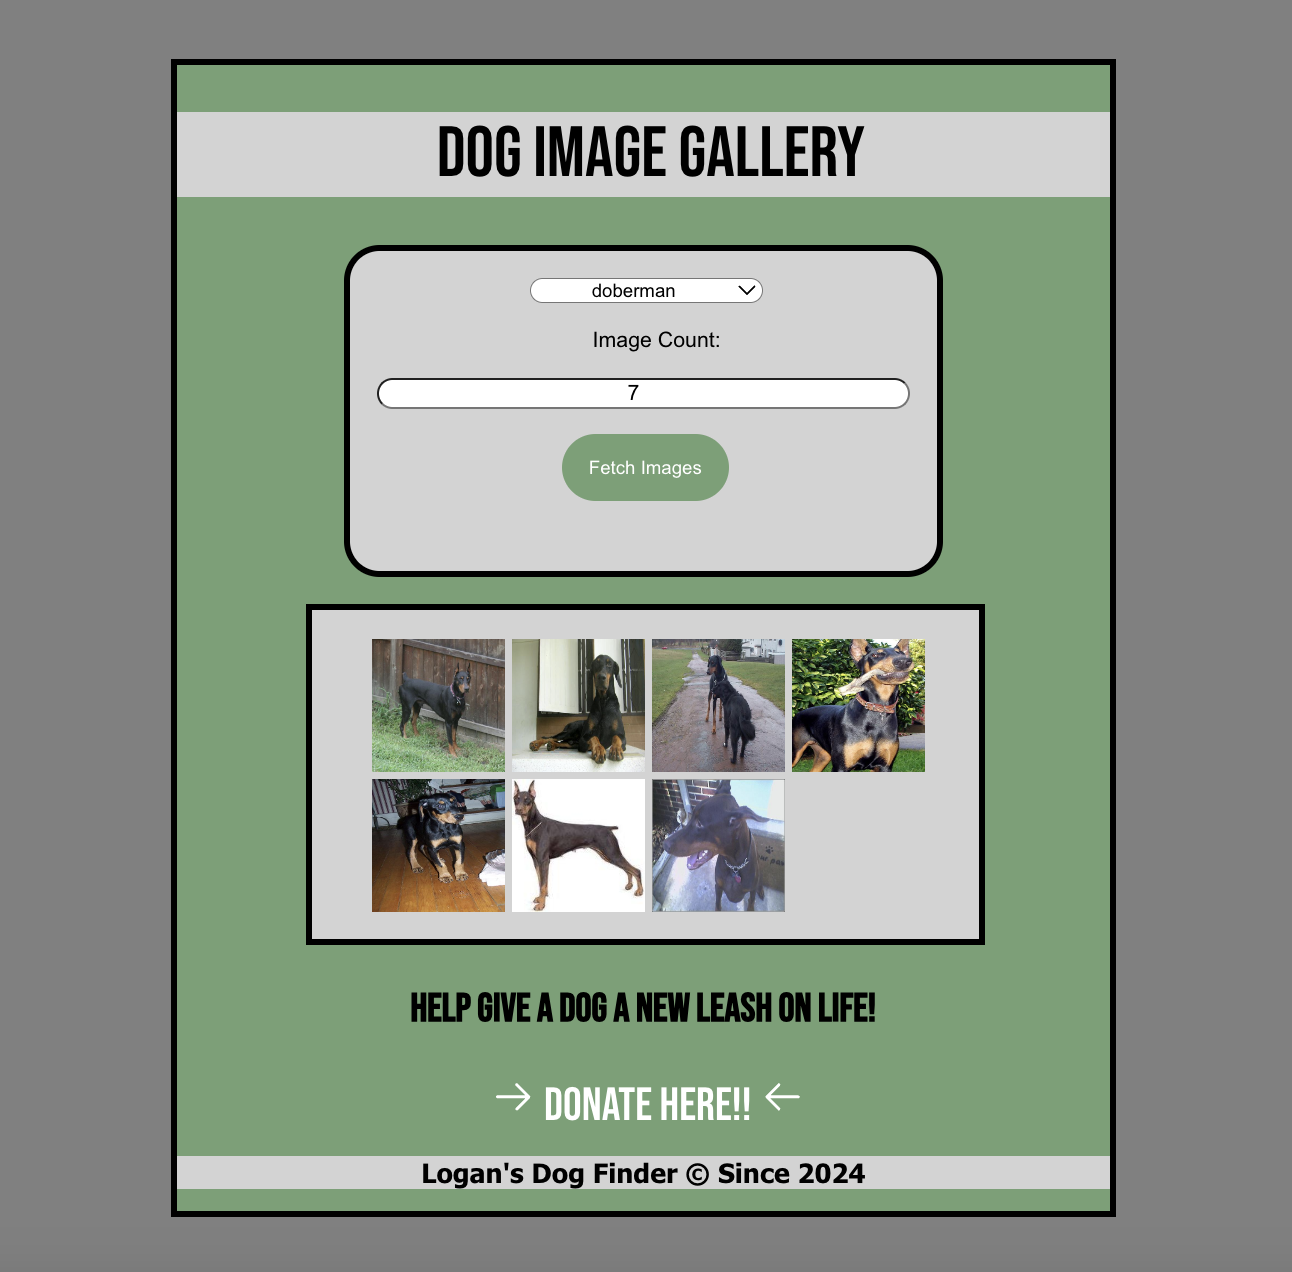 DOG IMAGE GALLERY
doberman
Image Count:
7
Fetch Images
HELP GIVE A DOG A NEW LEASH ON LIFE!
→ DONATE HERE!! ←
Logan's Dog Finder © Since 2024